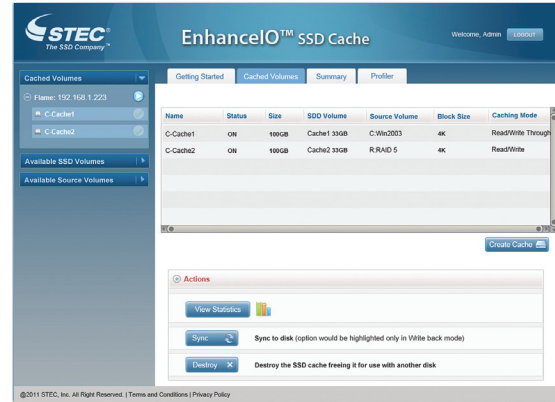 STEC®
The SSD Company™
EnhanceIO™ SSD Cache
Welcome, Admin LOGOUT
Cached Volumes
Flame: 192.168.1.223
C-Cache1
C-Cache2
Available SSD Volumes
Available Source Volumes
Getting Started Cached Volumes Summary Profiler
Name Status Size SDD Volume Source Volume Block Size Caching Mode
C-Cache1 ON 100GB Cache1 33GB C:Win2003 4K Read/Write Through
C-Cache2 ON 100GB Cache2 33GB R:RAID 5 4K Read/Write
Create Cache
Actions
View Statistics
Sync Sync to disk (option would be highlighted only in Write back mode)
Destroy Destroy the SSD cache freeing it for use with another disk
@2011 STEC, Inc. All Right Reserved. | Terms and Conditions | Privacy Policy